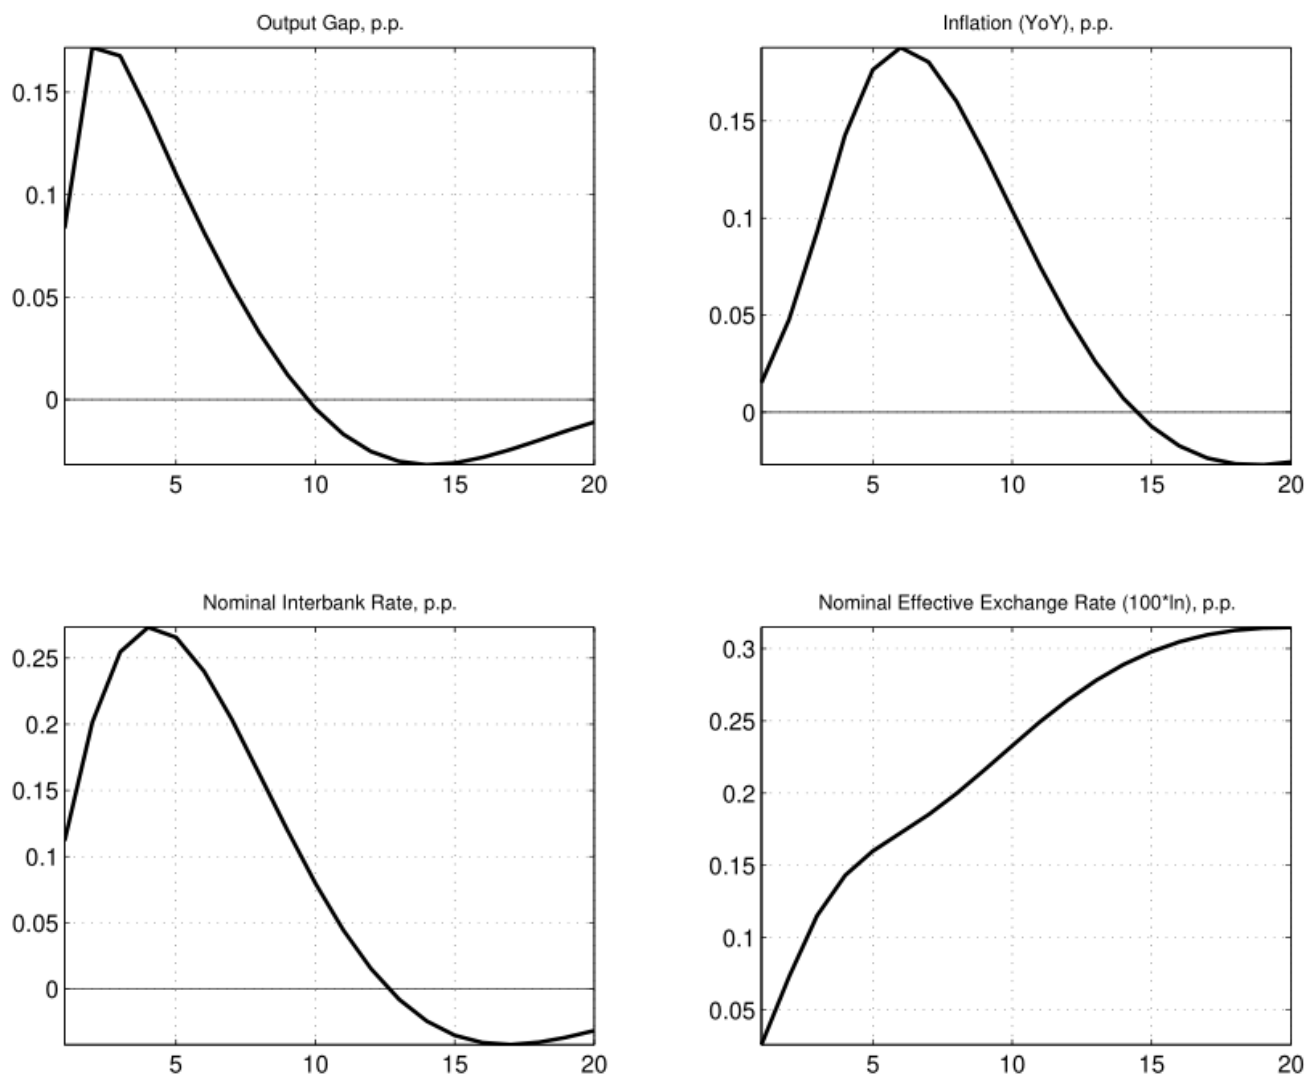 Output Gap, p.p.
0.15
0.1
0.05
0
5 10 15 20
Inflation (YoY), p.p.
0.15
0.1
0.05
0
5 10 15 20
Nominal Interbank Rate, p.p.
0.25
0.2
0.15
0.1
0.05
0
5 10 15 20
Nominal Effective Exchange Rate (100*ln), p.p.
0.3
0.25
0.2
0.15
0.1
0.05
5 10 15 20